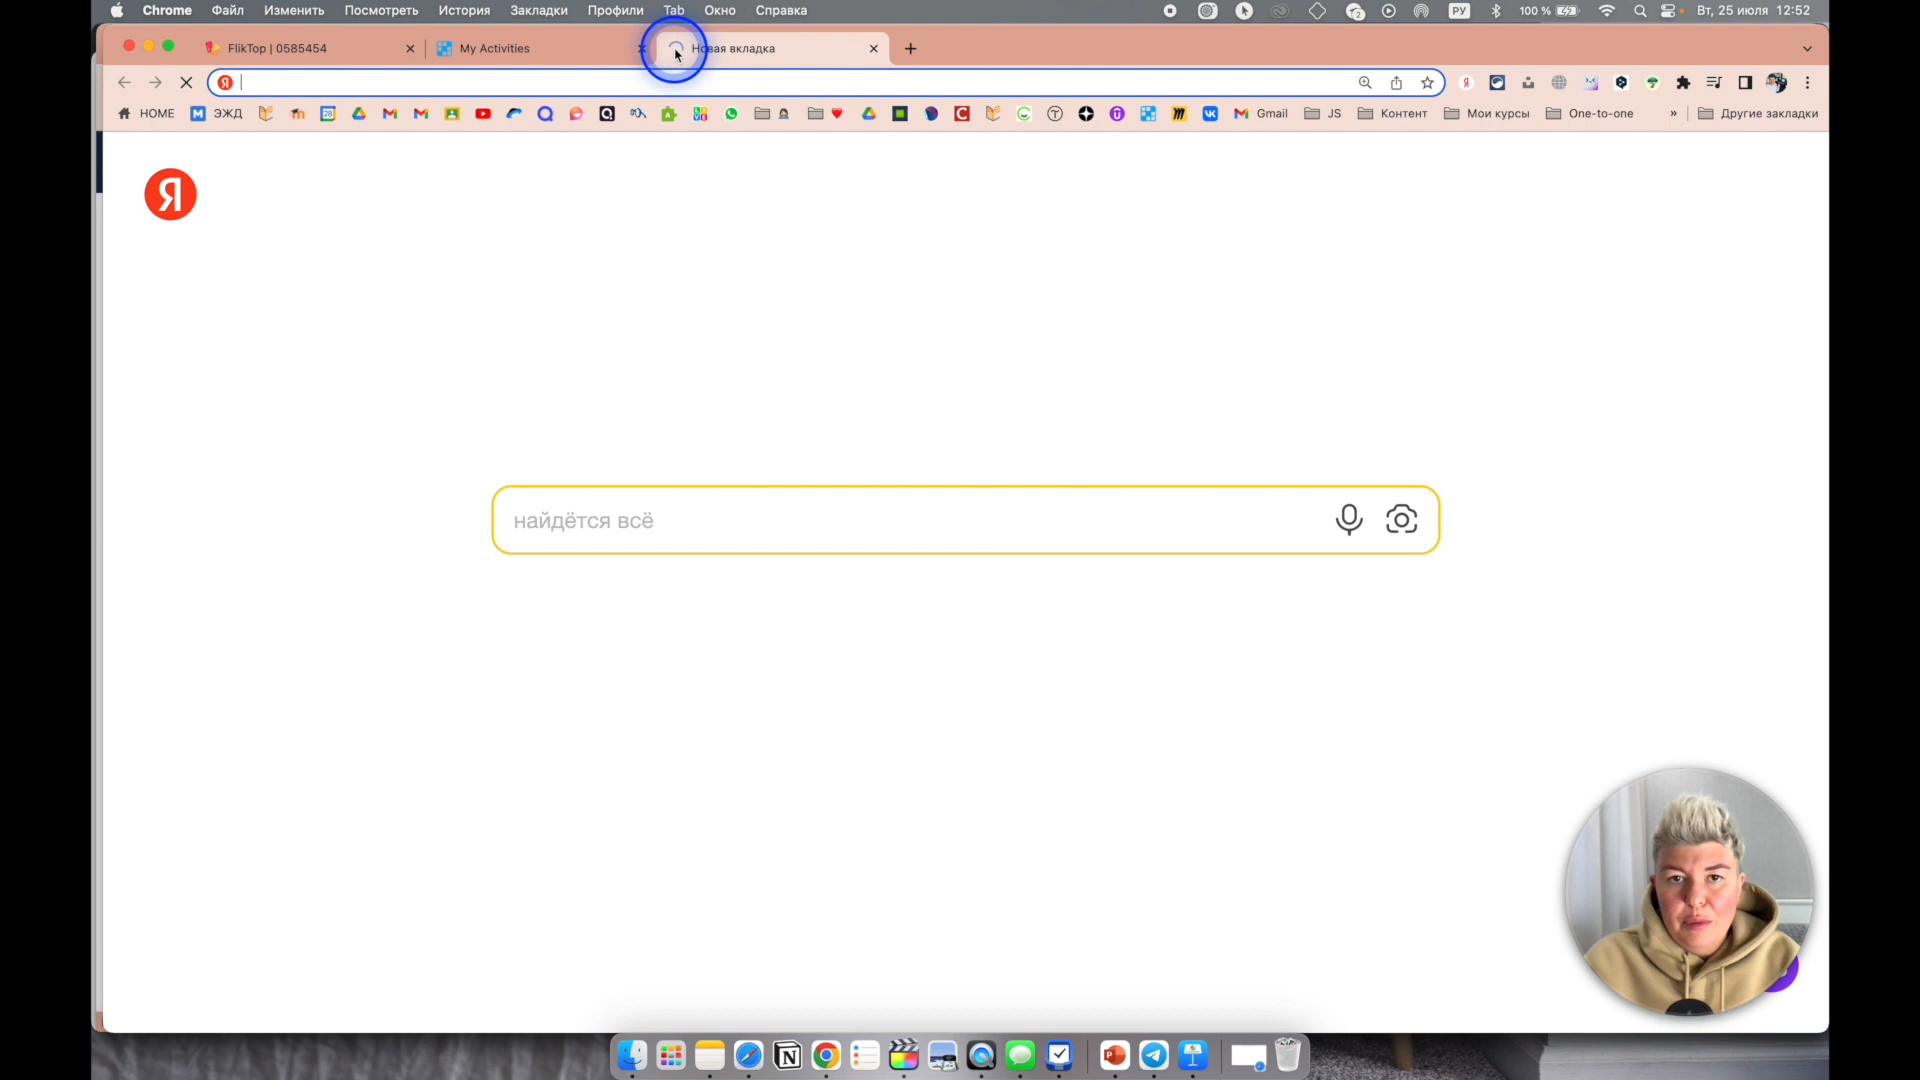 Chrome Файл Изменить Посмотреть История Закладки Профили Tab Окно Справка РУ 100 % Вт, 25 июля 12:52
FlikTop | 0585454 My Activities Новая вкладка
Я
HOME ЭЖД Gmail JS Контент Мои курсы One-to-one » Другие закладки
Я
найдётся всё